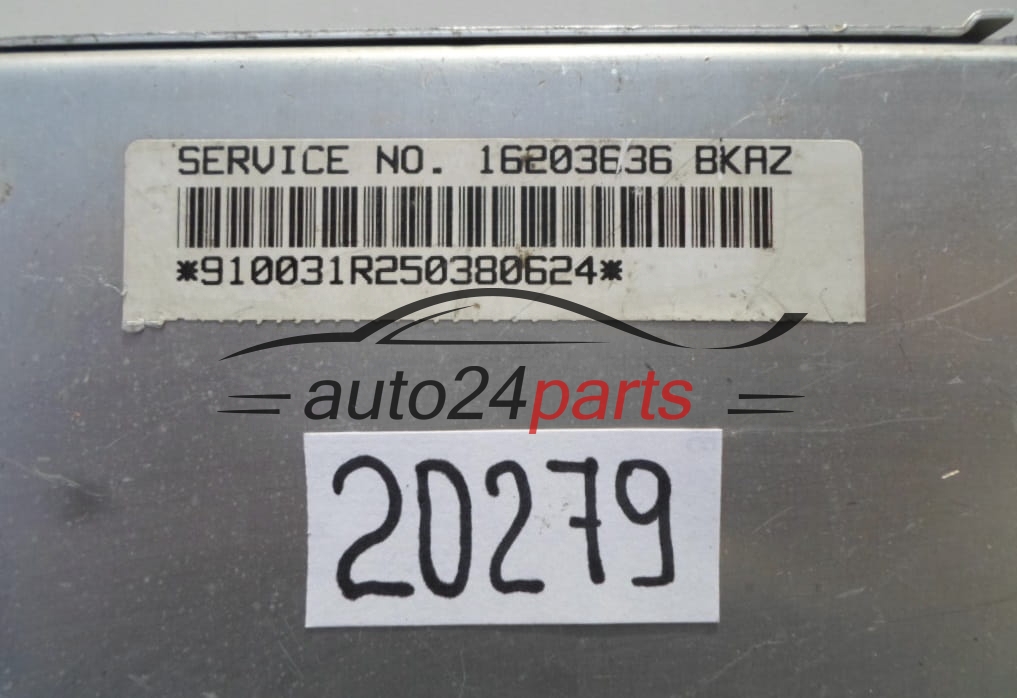 SERVICE NO. 16203636 BKAZ
*910031R250380624*
auto24parts
20279